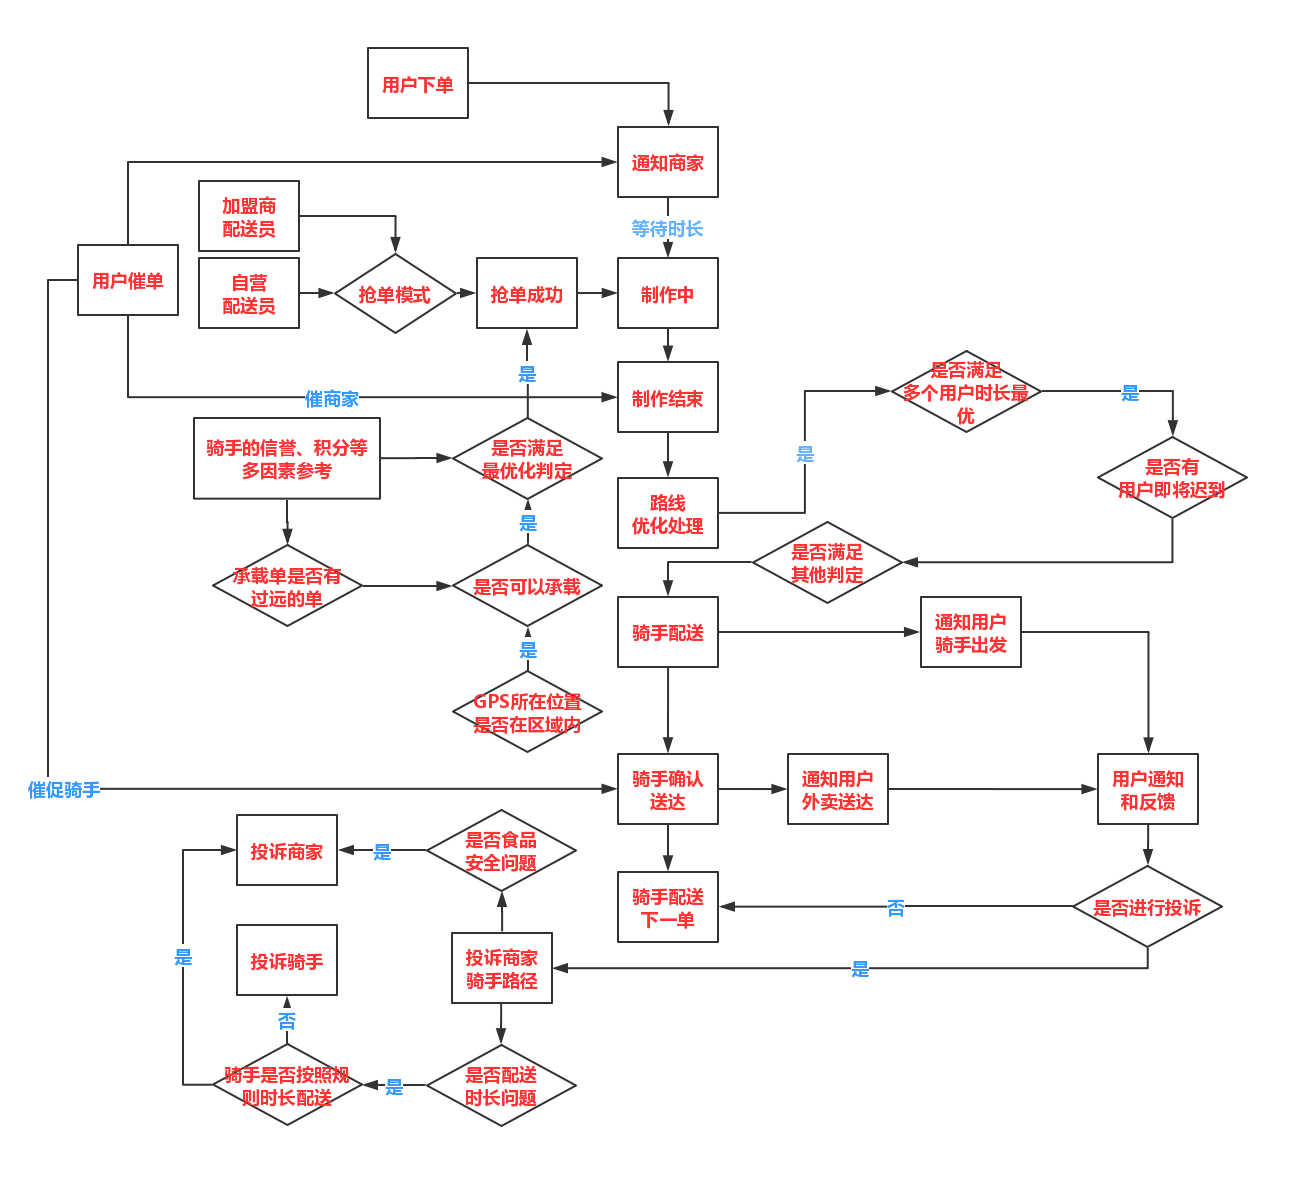 用户下单
通知商家
等待时长
加盟商
配送员
用户催单
自营
配送员
抢单模式
抢单成功
制作中
是
催商家
制作结束
是否满足
多个用户时长最
优
是
骑手的信誉、积分等
多因素参考
是否满足
最优化判定
是
是否有
用户即将迟到
路线
优化处理
是
承载单是否有
过远的单
是否可以承载
是否满足
其他判定
是
骑手配送
通知用户
骑手出发
GPS所在位置
是否在区域内
催促骑手
骑手确认
送达
通知用户
外卖送达
用户通知
和反馈
投诉商家
是
是否食品
安全问题
骑手配送
下一单
否
是否进行投诉
是
投诉骑手
投诉商家
骑手路径
是
否
骑手是否按照规
则时长配送
是
是否配送
时长问题